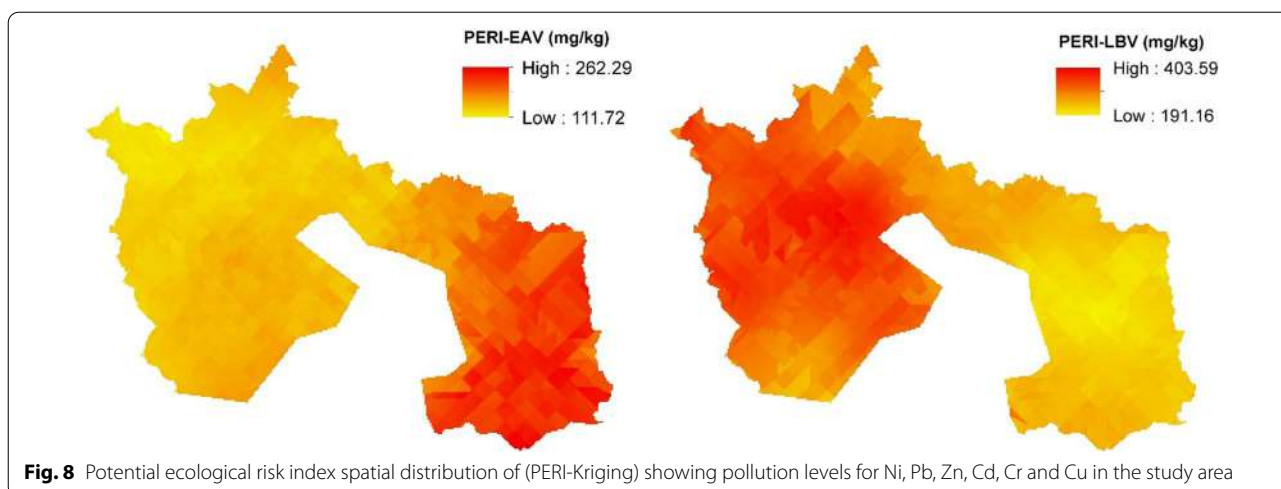 PERI-EAV (mg/kg)
High : 262.29
Low : 111.72
PERI-LBV (mg/kg)
High : 403.59
Low : 191.16
Fig. 8 Potential ecological risk index spatial distribution of (PERI-Kriging) showing pollution levels for Ni, Pb, Zn, Cd, Cr and Cu in the study area